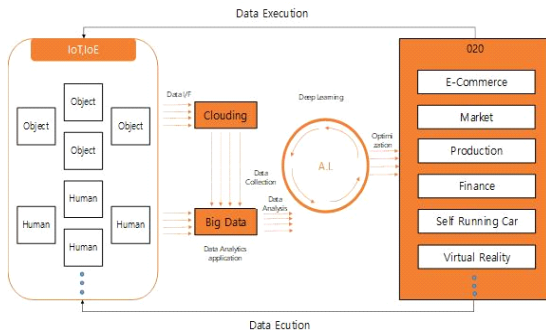 Data Execution
IoT,IoE
Object
Object
Object
Object
Human
Human
Human
Human
Data I/F
Clouding
Data
Collection
Big Data
Data Analytics
application
Data
Analysis
Deep Learning
A.I.
Optimi
zation
020
E-Commerce
Market
Production
Finance
Self Running Car
Virtual Reality
Data Ecution